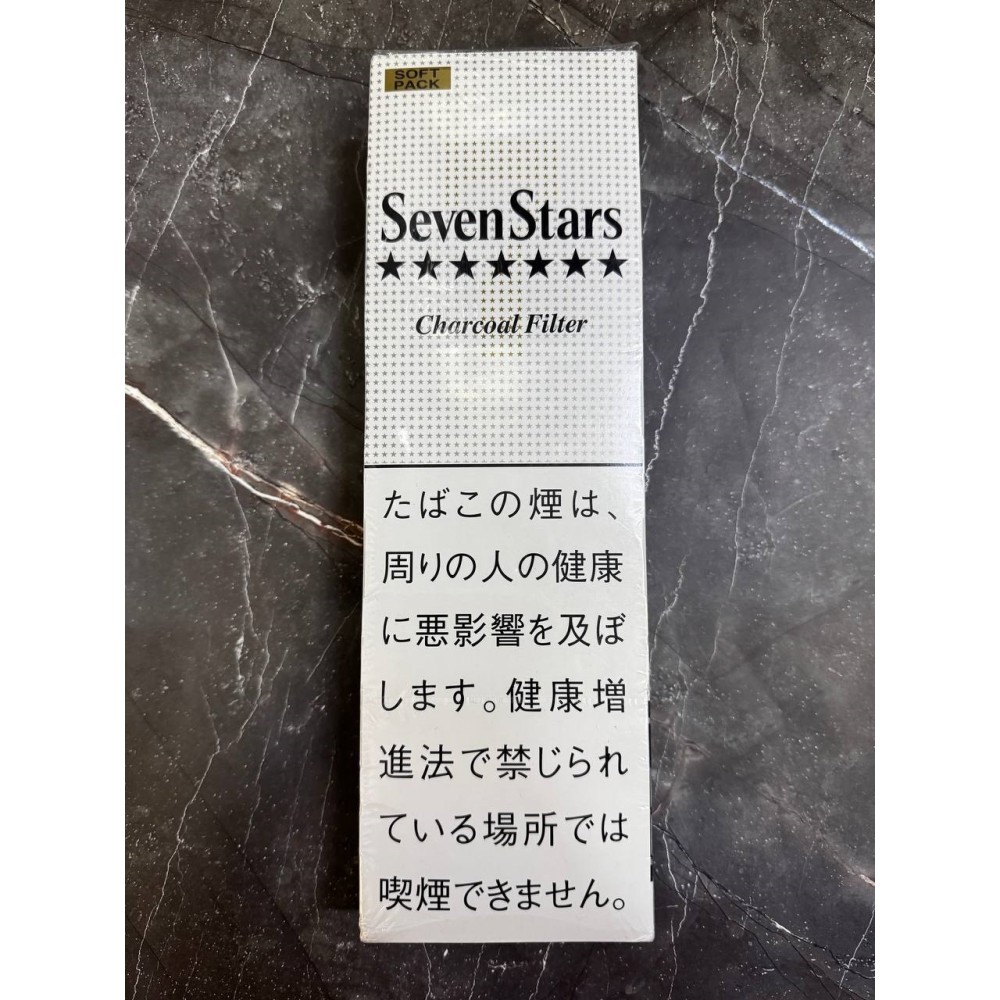 SOFT
PACK
Seven Stars
★★★★★★★
Charcoal Filter
たばこの煙は、
周りの人の健康
に悪影響を及ぼ
します。健康増
進法で禁じられ
ている場所では
喫煙できません。